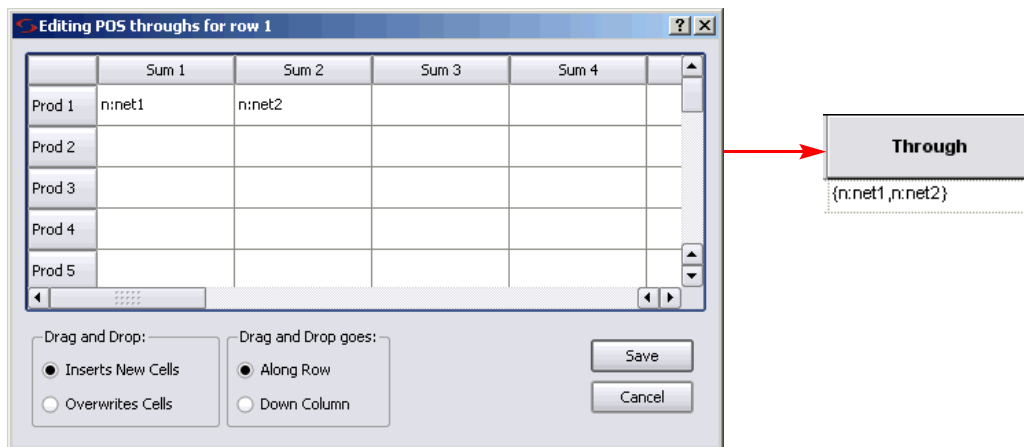 Editing POS throughs for row 1
Sum 1 Sum 2 Sum 3 Sum 4
Prod 1 n:net1 n:net2
Prod 2
Prod 3
Prod 4
Prod 5
Drag and Drop:
Inserts New Cells
Overwrites Cells
Drag and Drop goes:
Along Row
Down Column
Save
Cancel
Through
{n:net1,n:net2}